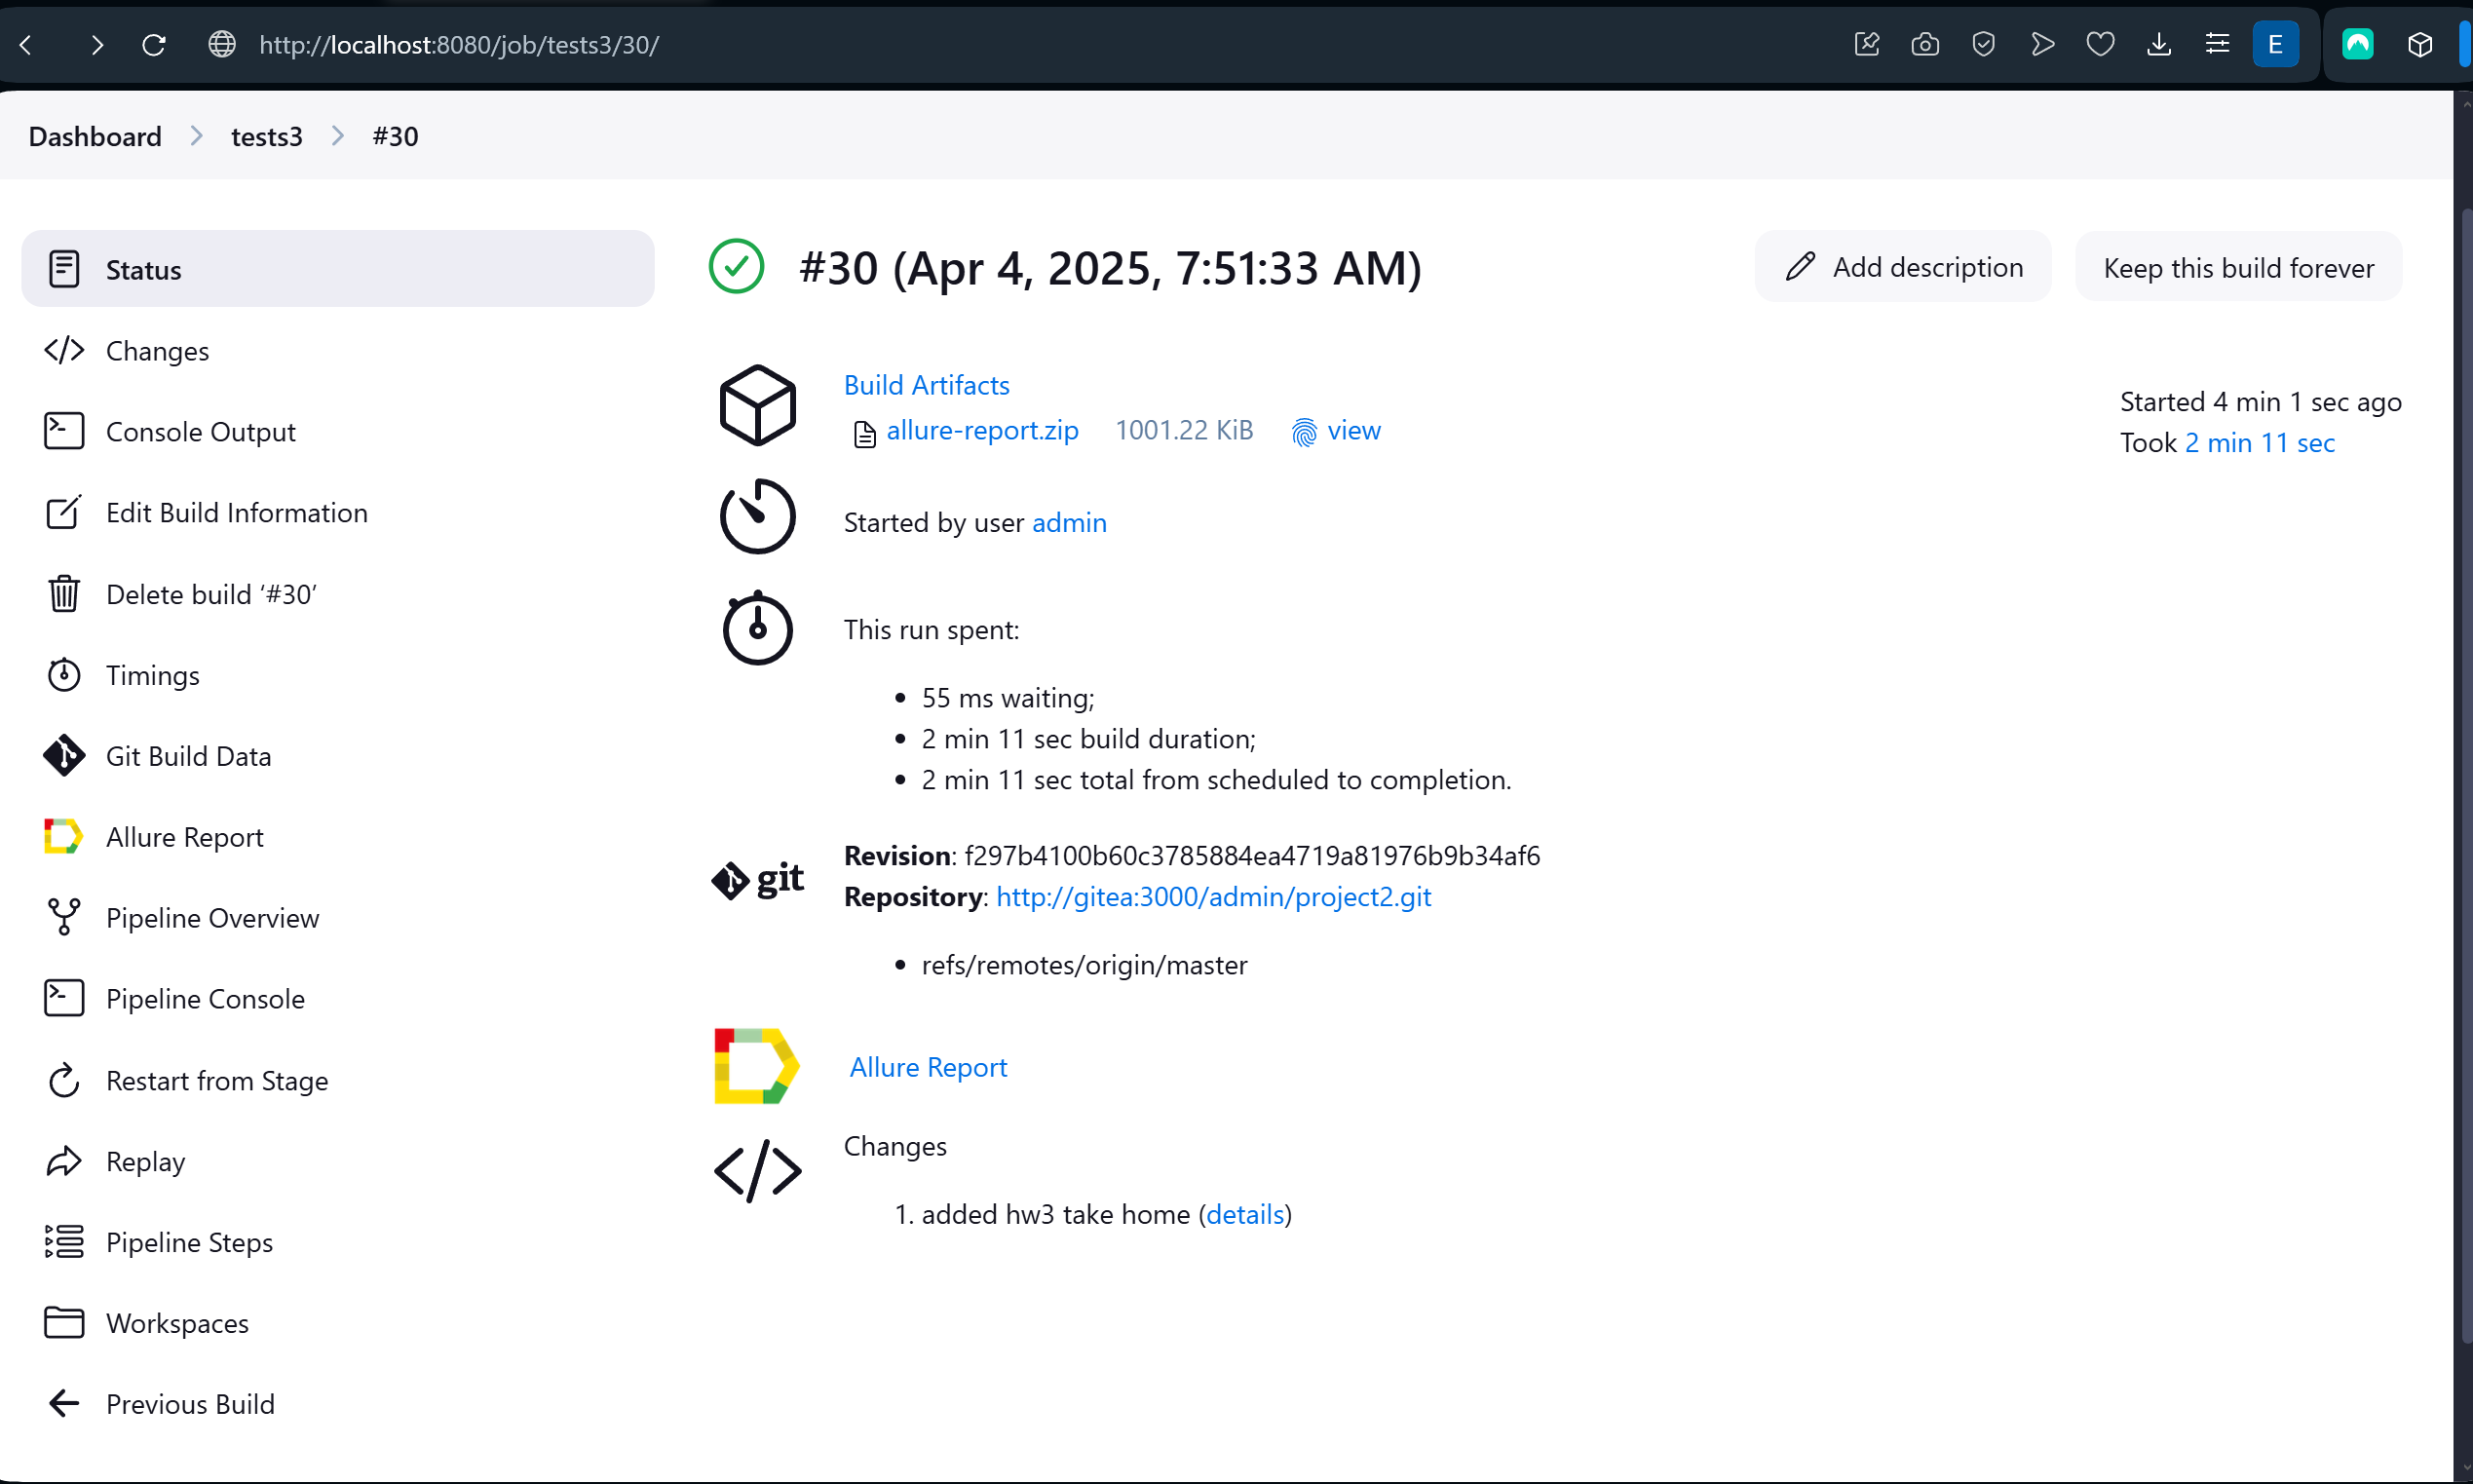 http://localhost:8080/job/tests3/30/
E
Dashboard > tests3 > #30
Status
Changes
Console Output
Edit Build Information
Delete build ‘#30’
Timings
Git Build Data
Allure Report
Pipeline Overview
Pipeline Console
Restart from Stage
Replay
Pipeline Steps
Workspaces
Previous Build
#30 (Apr 4, 2025, 7:51:33 AM)
Add description
Keep this build forever
Build Artifacts
allure-report.zip 1001.22 KiB view
Started 4 min 1 sec ago
Took 2 min 11 sec
Started by user admin
This run spent:
• 55 ms waiting;
• 2 min 11 sec build duration;
• 2 min 11 sec total from scheduled to completion.
git
Revision: f297b4100b60c3785884ea4719a81976b9b34af6
Repository: http://gitea:3000/admin/project2.git
• refs/remotes/origin/master
Allure Report
Changes
1. added hw3 take home (details)